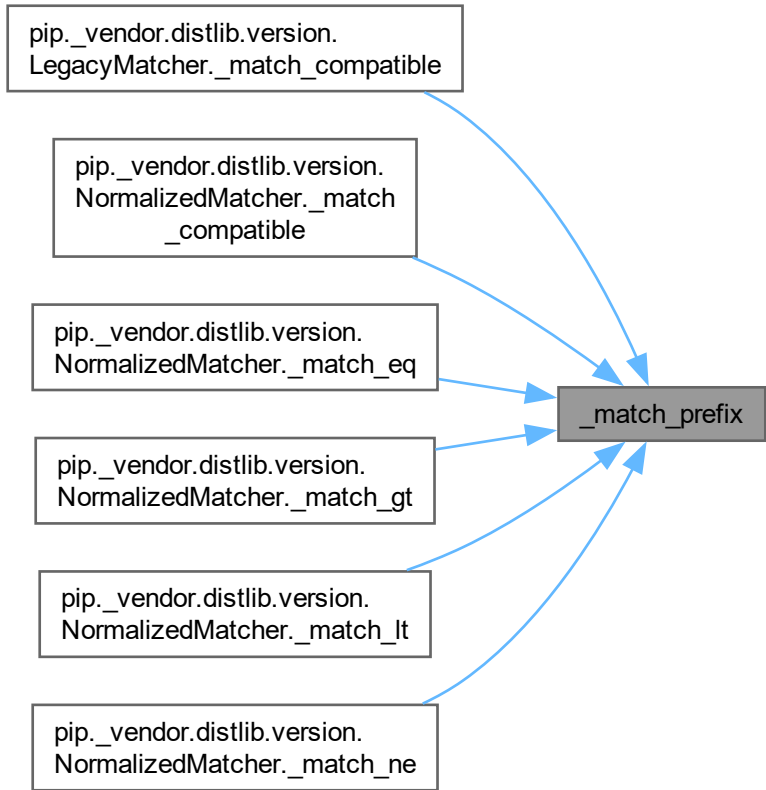 pip._vendor.distlib.version.
LegacyMatcher._match_compatible
pip._vendor.distlib.version.
NormalizedMatcher._match
_compatible
pip._vendor.distlib.version.
NormalizedMatcher._match_eq
_match_prefix
pip._vendor.distlib.version.
NormalizedMatcher._match_gt
pip._vendor.distlib.version.
NormalizedMatcher._match_lt
pip._vendor.distlib.version.
NormalizedMatcher._match_ne